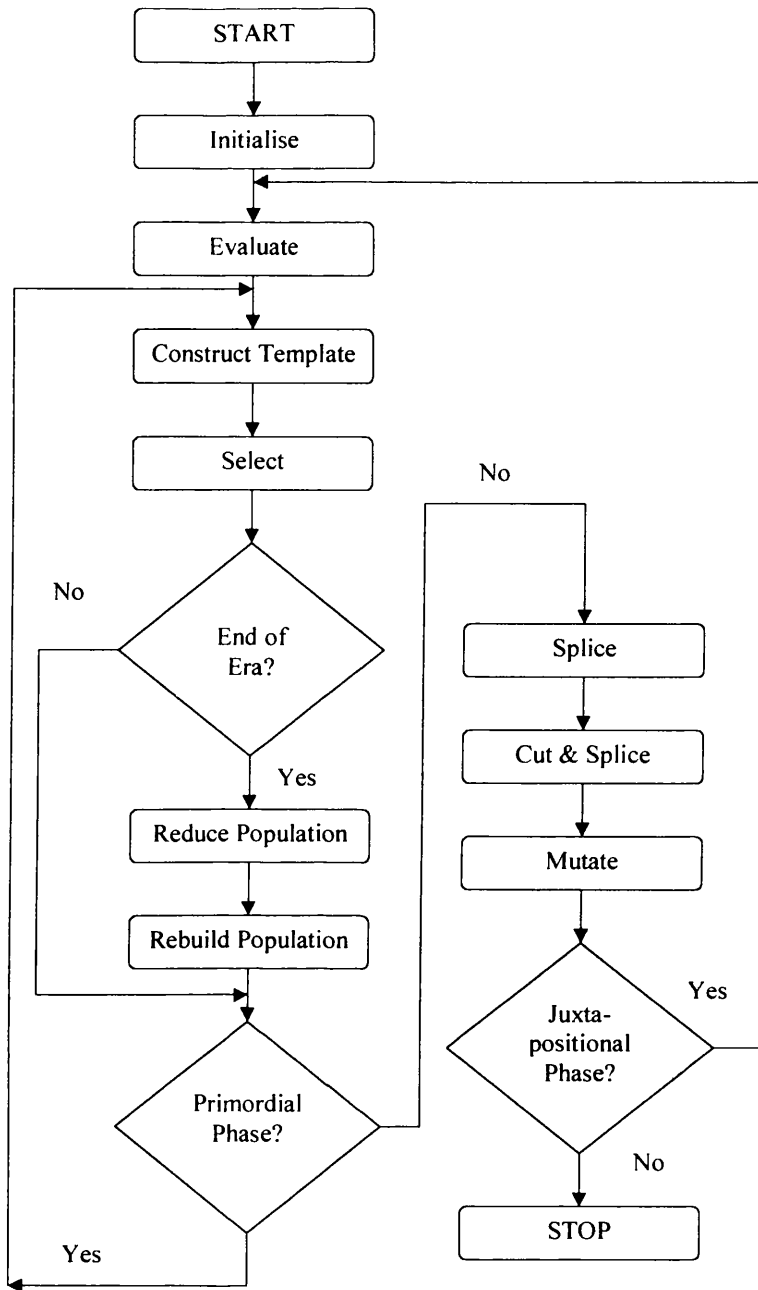 START
Initialise
Evaluate
Construct Template
Select
No
End of
Era?
Yes
Reduce Population
Rebuild Population
Primordial
Phase?
Yes
No
Splice
Cut & Splice
Mutate
Juxta-
positional
Phase?
Yes
No
STOP